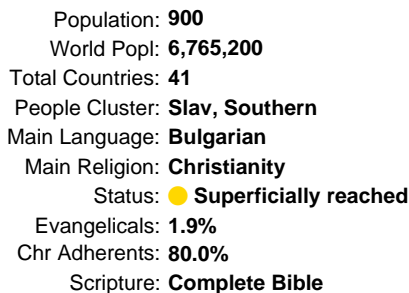 Population: 900
World Popl: 6,765,200
Total Countries: 41
People Cluster: Slav, Southern
Main Language: Bulgarian
Main Religion: Christianity
Status: Superficially reached
Evangelicals: 1.9%
Chr Adherents: 80.0%
Scripture: Complete Bible